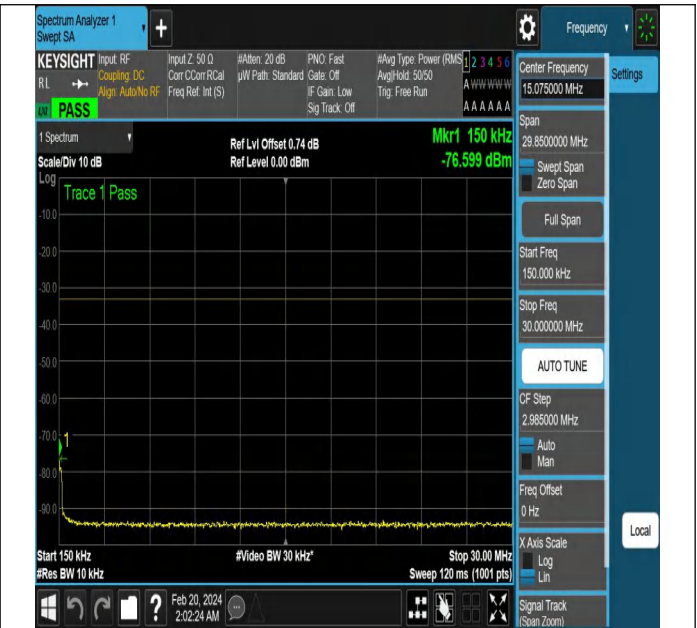 Spectrum Analyzer 1
Swept SA
+
Frequency
KEYSIGHT
RL
PASS
Input: RF
Coupling: DC
Align: Auto/No RF
Input Z: 50 Ω
Corr CCorr RCal
Freq Ref: Int (S)
#Atten: 20 dB
µW Path: Standard
PNO: Fast
Gate: Off
IF Gain: Low
Sig Track: Off
#Avg Type: Power (RMS
Avg|Hold: 50/50
Trig: Free Run
1 2 3 4 5 6
A W W W W W
A A A A A A
1 Spectrum
Scale/Div 10 dB
Ref Lvl Offset 0.74 dB
Ref Level 0.00 dBm
Mkr1 150 kHz
-76.599 dBm
Log
Trace 1 Pass
-10.0
-20.0
-30.0
-40.0
-50.0
-60.0
-70.0
1
-80.0
-90.0
Start 150 kHz
#Res BW 10 kHz
#Video BW 30 kHz*
Stop 30.00 MHz
Sweep 120 ms (1001 pts)
?
Feb 20, 2024
2:02:24 AM
Center Frequency
15.075000 MHz
Settings
Span
29.8500000 MHz
Swept Span
Zero Span
Full Span
Start Freq
150.000 kHz
Stop Freq
30.000000 MHz
AUTO TUNE
CF Step
2.985000 MHz
Auto
Man
Freq Offset
0 Hz
Local
X Axis Scale
Log
Lin
Signal Track
(Span Zoom)